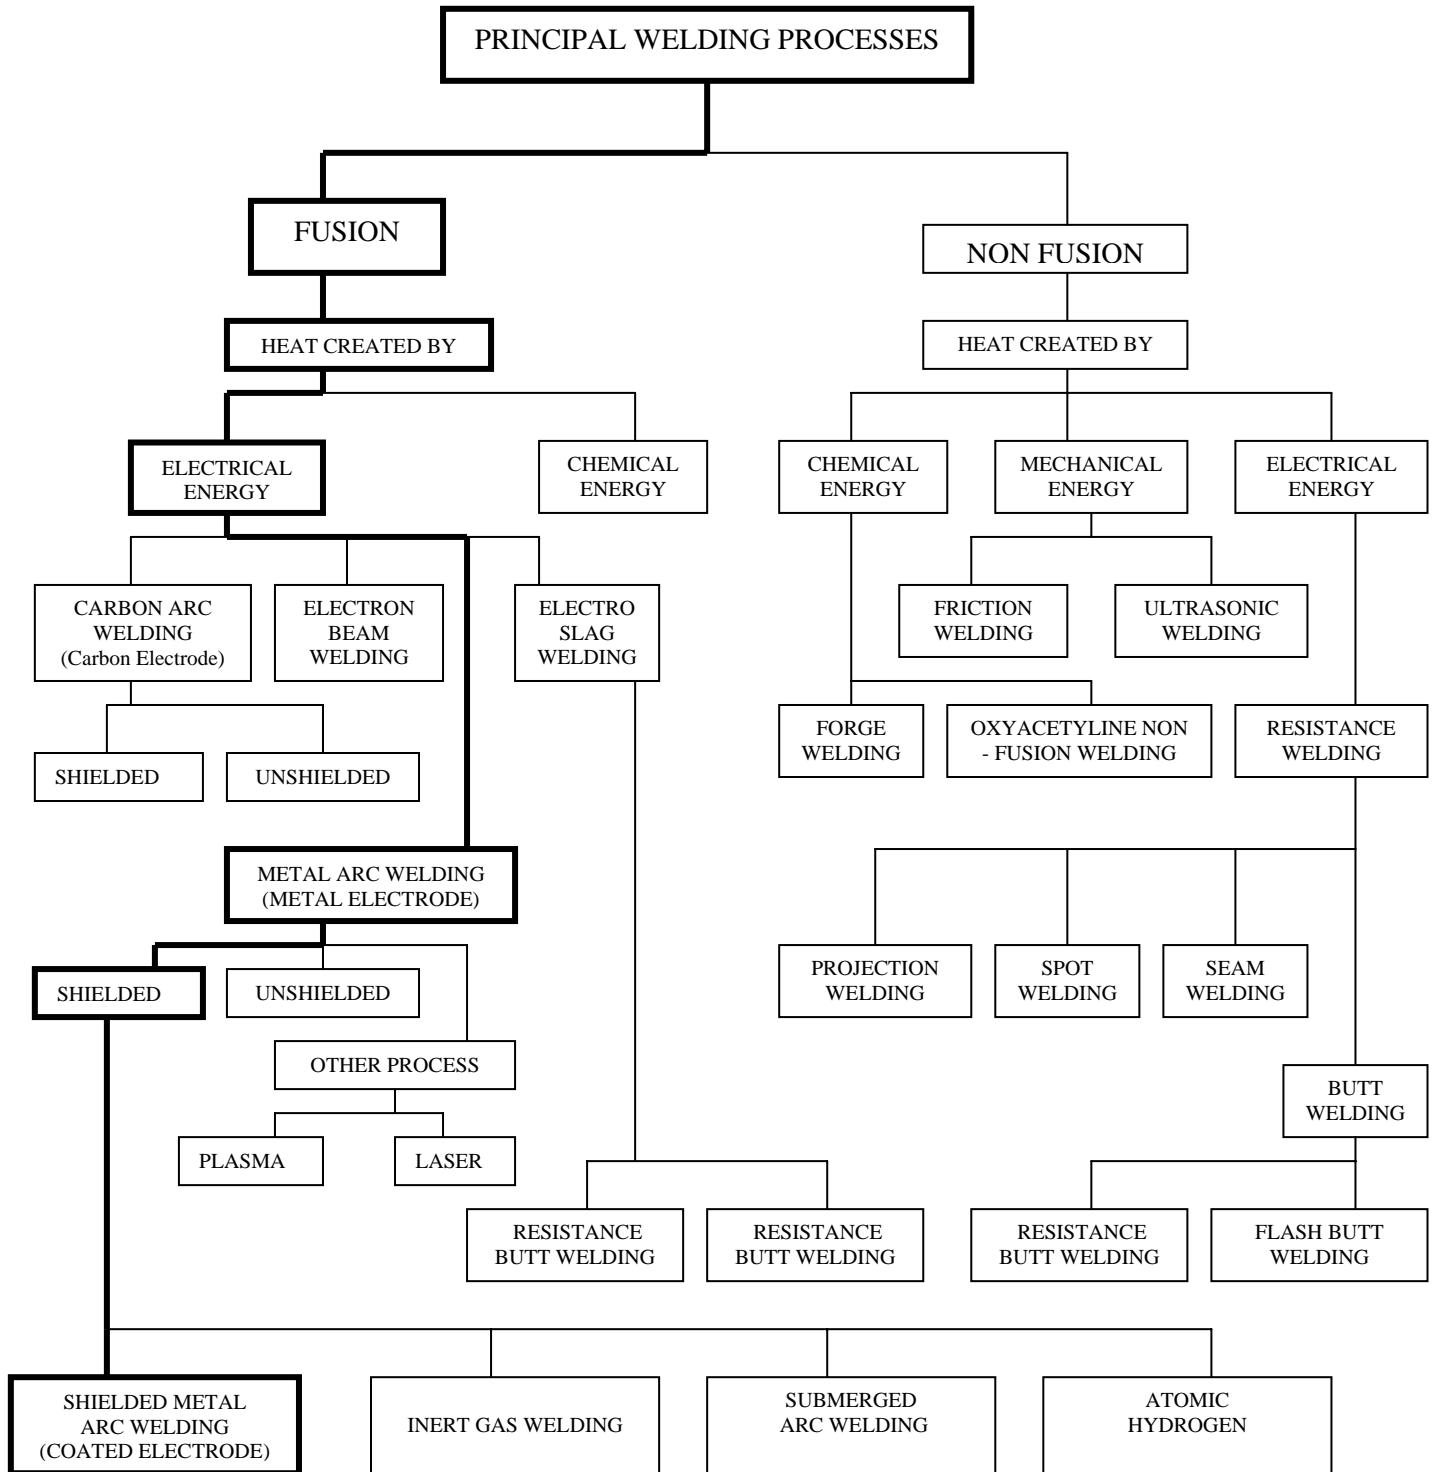 PRINCIPAL WELDING PROCESSES
FUSION
NON FUSION
HEAT CREATED BY
HEAT CREATED BY
ELECTRICAL
ENERGY
CHEMICAL
ENERGY
CHEMICAL
ENERGY
MECHANICAL
ENERGY
ELECTRICAL
ENERGY
CARBON ARC
WELDING
(Carbon Electrode)
ELECTRON
BEAM
WELDING
ELECTRO
SLAG
WELDING
FRICTION
WELDING
ULTRASONIC
WELDING
SHIELDED
UNSHIELDED
FORGE
WELDING
OXYACETYLINE NON
- FUSION WELDING
RESISTANCE
WELDING
METAL ARC WELDING
(METAL ELECTRODE)
SHIELDED
UNSHIELDED
PROJECTION
WELDING
SPOT
WELDING
SEAM
WELDING
OTHER PROCESS
BUTT
WELDING
PLASMA
LASER
RESISTANCE
BUTT WELDING
RESISTANCE
BUTT WELDING
RESISTANCE
BUTT WELDING
FLASH BUTT
WELDING
SHIELDED METAL
ARC WELDING
(COATED ELECTRODE)
INERT GAS WELDING
SUBMERGED
ARC WELDING
ATOMIC
HYDROGEN